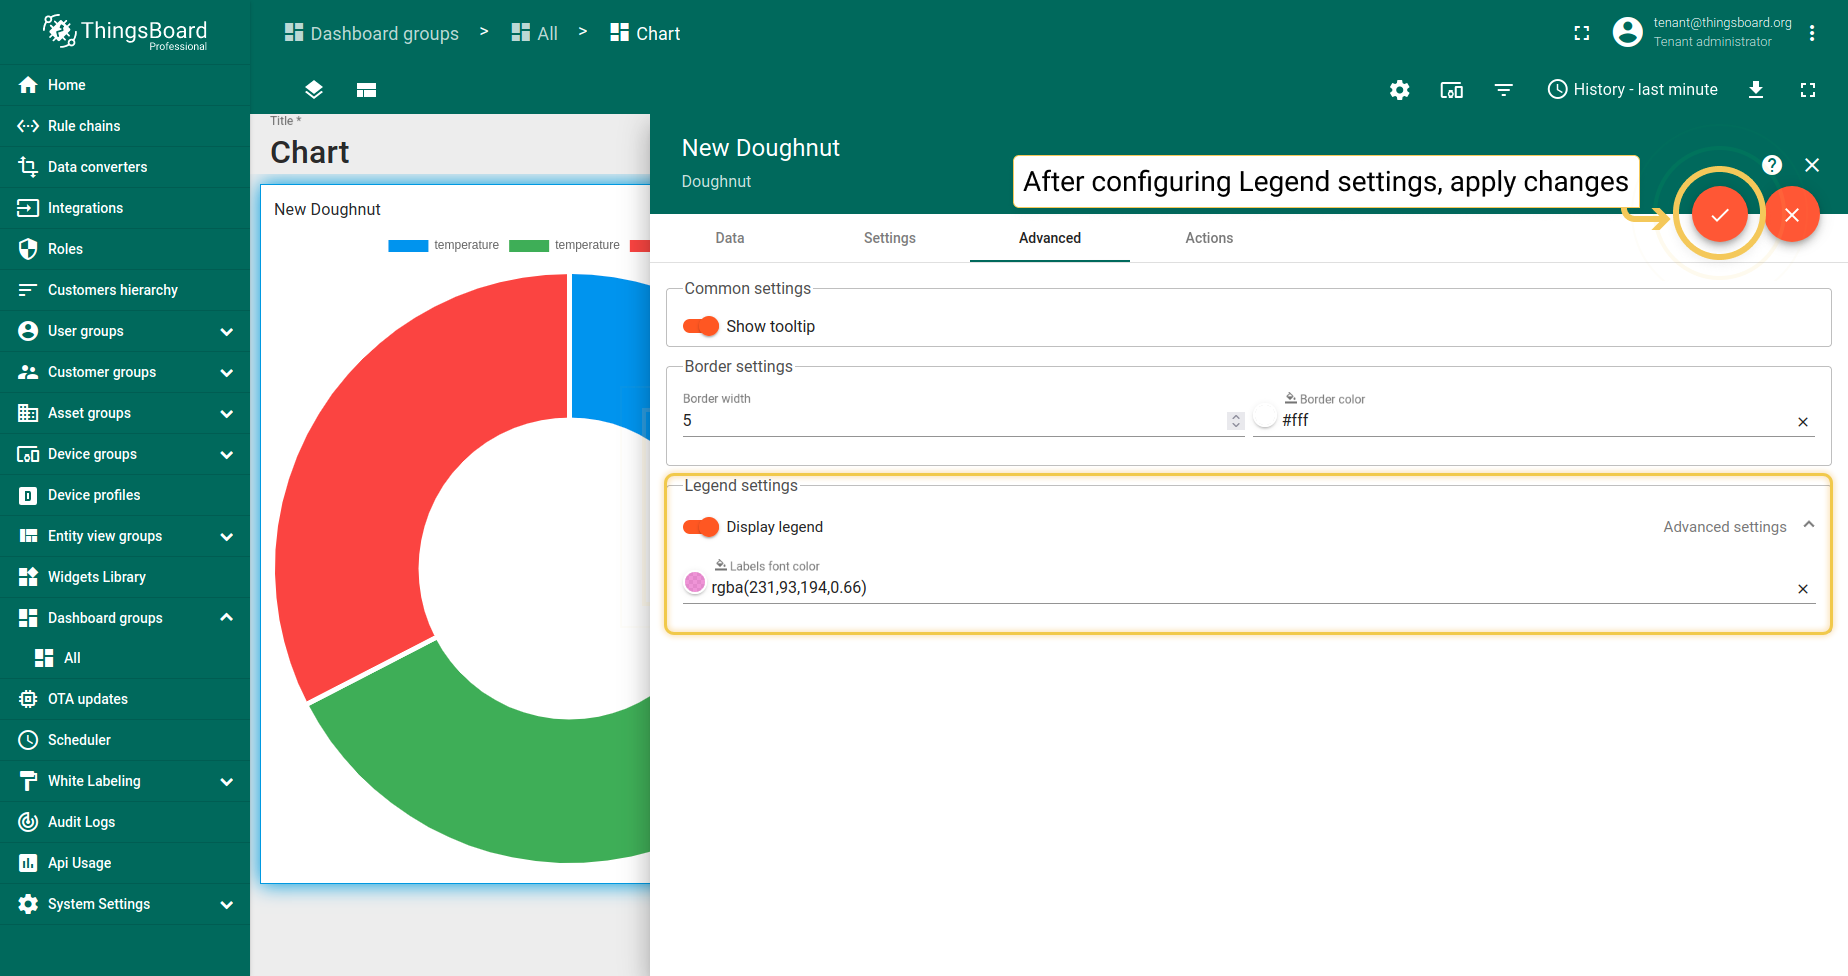 ThingsBoard
Professional
Dashboard groups > All > Chart
tenant@thingsboard.org
Tenant administrator
Home
Rule chains
Data converters
Integrations
Roles
Customers hierarchy
User groups
Customer groups
Asset groups
Device groups
Device profiles
Entity view groups
Widgets Library
Dashboard groups
All
OTA updates
Scheduler
White Labeling
Audit Logs
Api Usage
System Settings
History - last minute
Title *
Chart
New Doughnut
temperature temperature
New Doughnut
Doughnut
After configuring Legend settings, apply changes
Data Settings Advanced Actions
Common settings
Show tooltip
Border settings
Border width
5
Border color
#fff
Legend settings
Display legend
Advanced settings
Labels font color
rgba(231,93,194,0.66)